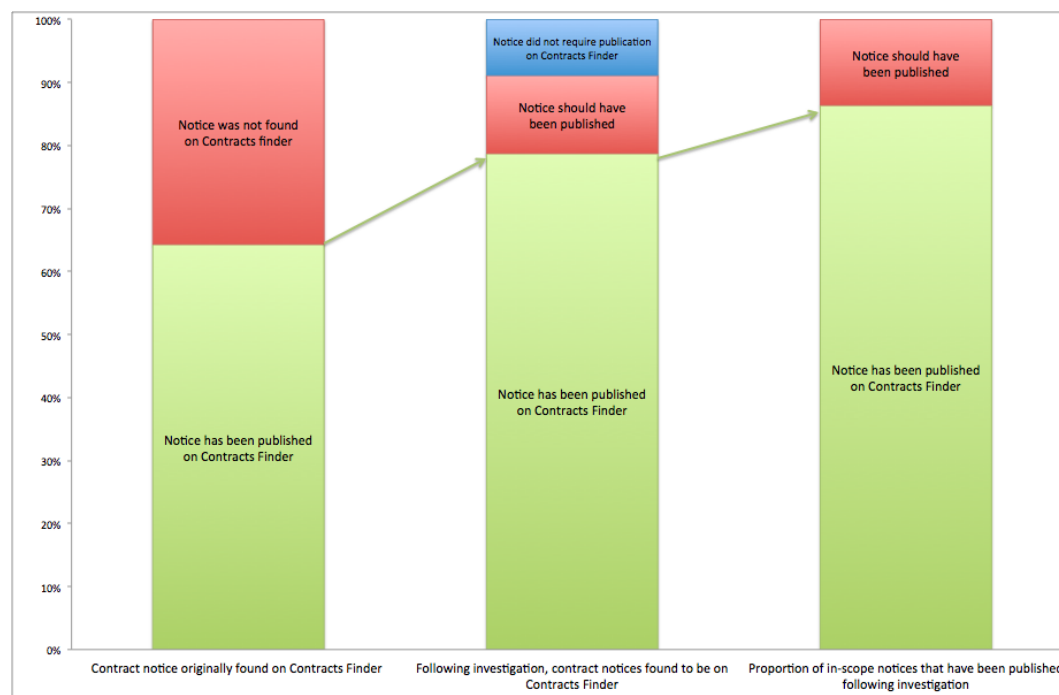 100%
90%
80%
70%
60%
50%
40%
30%
20%
10%
0%
Notice was not found
on Contracts finder
Notice has been published
on Contracts Finder
Notice did not require publication
on Contracts Finder
Notice should have
been published
Notice has been published
on Contracts Finder
Notice should have
been published
Notice has been published
on Contracts Finder
Contract notice originally found on Contracts Finder
Following investigation, contract notices found to be on
Contracts Finder
Proportion of in-scope notices that have been published
following investigation